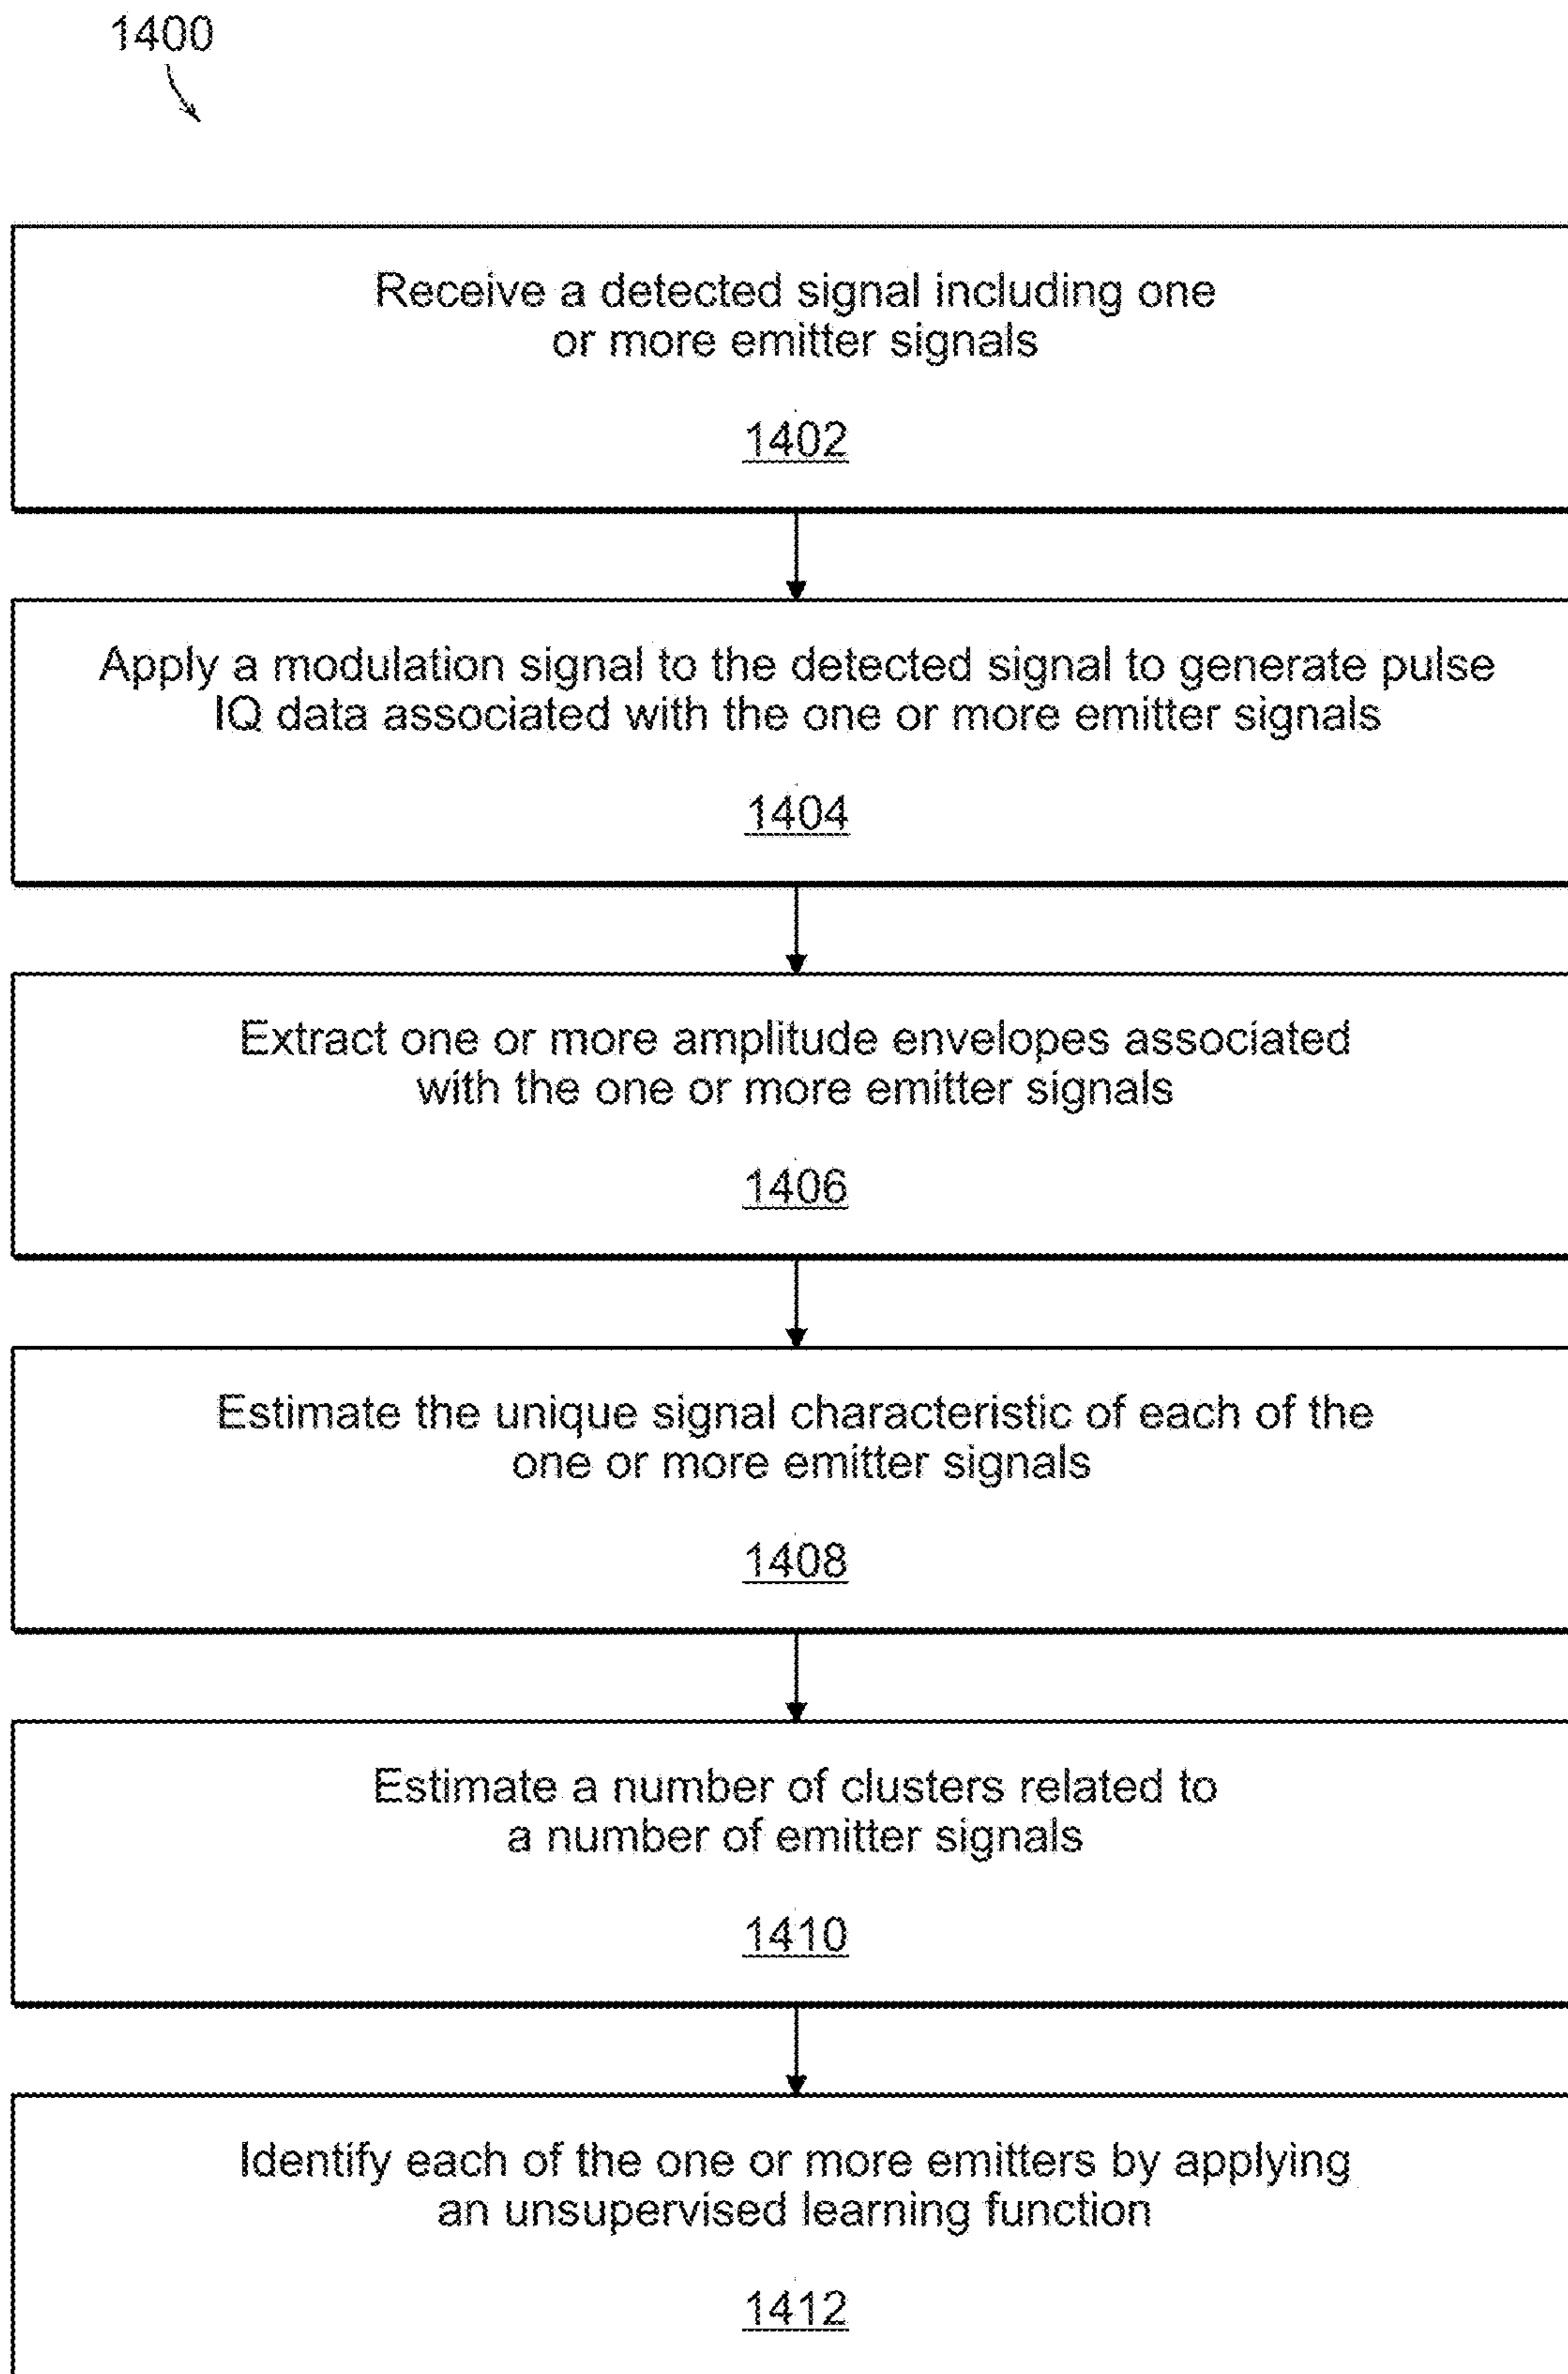 1400
Receive a detected signal including one
or more emitter signals
1402
Apply a modulation signal to the detected signal to generate pulse
IQ data associated with the one or more emitter signals
1404
Extract one or more amplitude envelopes associated
with the one or more emitter signals
1406
Estimate the unique signal characteristic of each of the
one or more emitter signals
1408
Estimate a number of clusters related to
a number of emitter signals
1410
Identify each of the one or more emitters by applying
an unsupervised learning function
1412